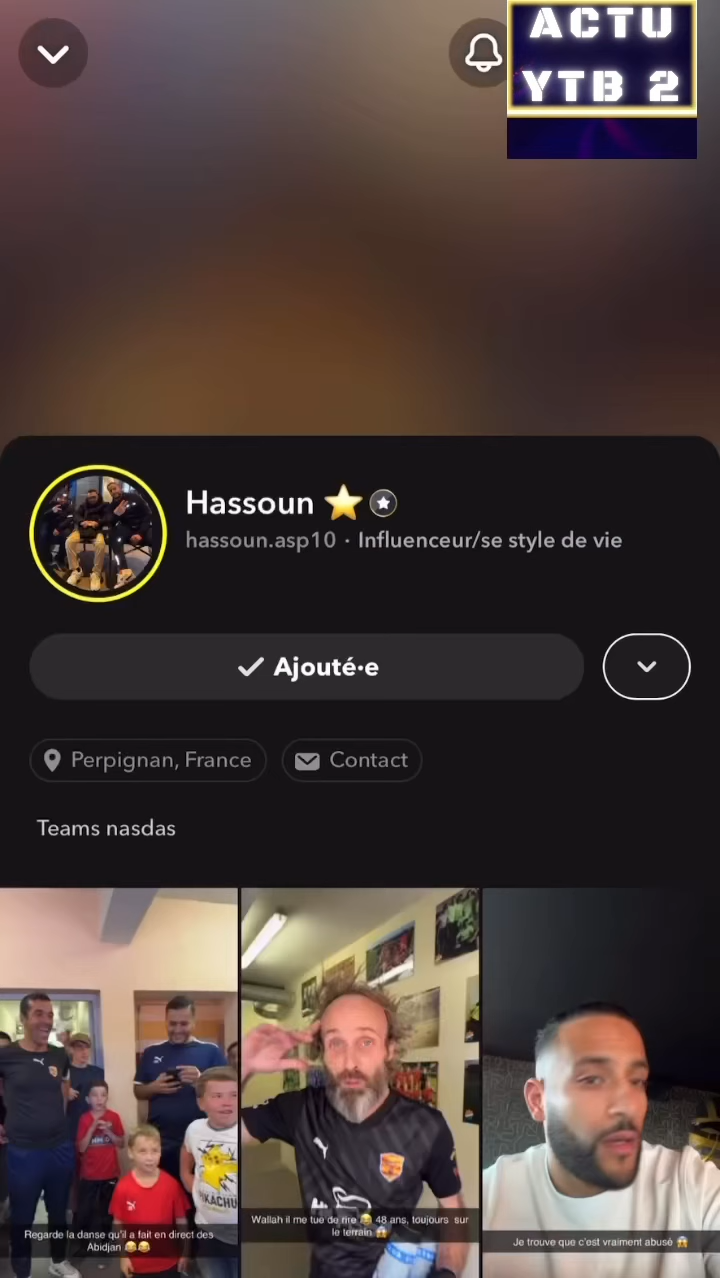 ACTU
YTB 2
Hassoun ⭐
hassoun.asp10 · Influenceur/se style de vie
Ajouté·e
Perpignan, France
Contact
Teams nasdas
PIKACHU
Regarde la danse qu'il a fait en direct des
Abidjan 😂😂
Wallah il me tue de rire 😂 48 ans, toujours sur
le terrain 😱
Je trouve que c'est vraiment abusé 😱